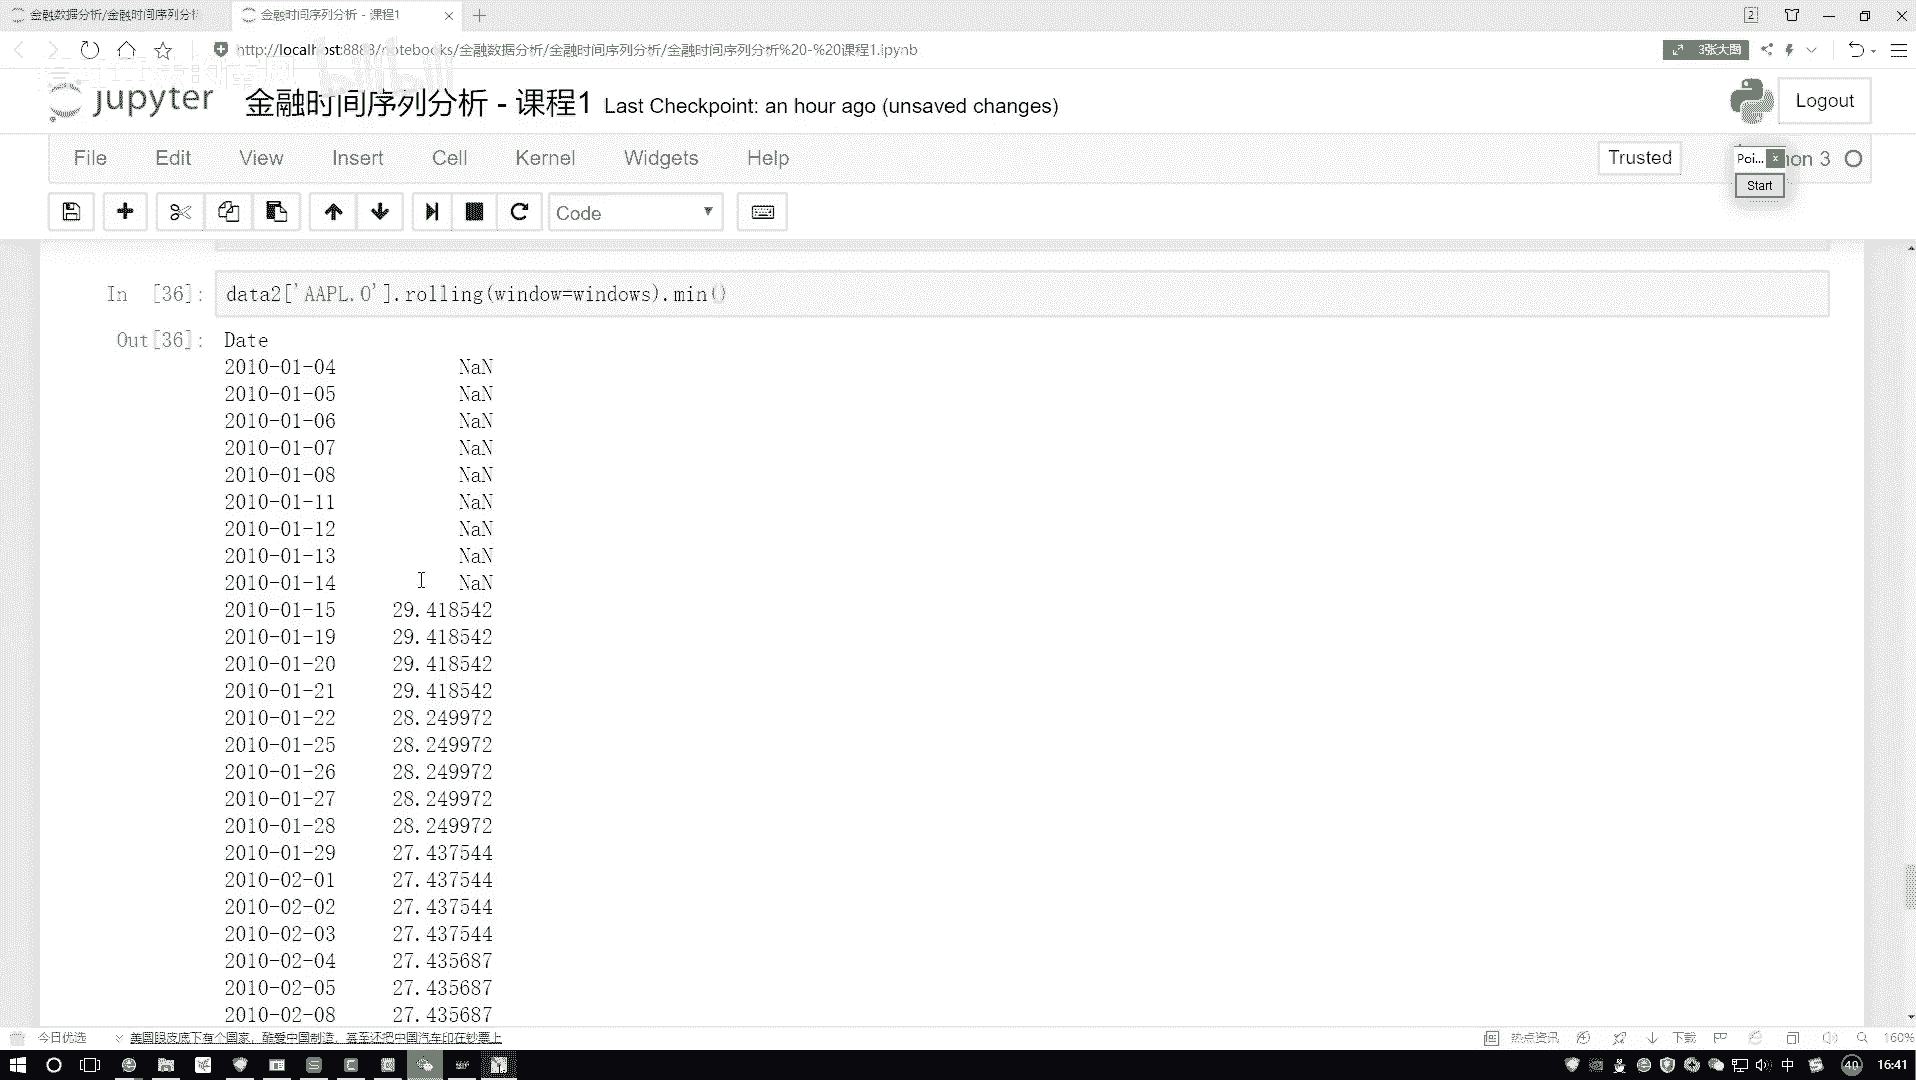 金融数据分析/金融时间序列分析
金融时间序列分析 - 课程1
2
http://localhost:8888/notebooks/金融数据分析/金融时间序列分析/金融时间序列分析%20-%20课程1.ipynb
3张大图
bilibili
jupyter 金融时间序列分析 - 课程1 Last Checkpoint: an hour ago (unsaved changes)
Logout
File Edit View Insert Cell Kernel Widgets Help
Trusted
Poi... x
hon 3
Start
Code
In [36]: data2['AAPL.O'].rolling(window=windows).min()
Out[36]: Date
2010-01-04 NaN
2010-01-05 NaN
2010-01-06 NaN
2010-01-07 NaN
2010-01-08 NaN
2010-01-11 NaN
2010-01-12 NaN
2010-01-13 NaN
2010-01-14 NaN
2010-01-15 29.418542
2010-01-19 29.418542
2010-01-20 29.418542
2010-01-21 29.418542
2010-01-22 28.249972
2010-01-25 28.249972
2010-01-26 28.249972
2010-01-27 28.249972
2010-01-28 28.249972
2010-01-29 27.437544
2010-02-01 27.437544
2010-02-02 27.437544
2010-02-03 27.437544
2010-02-04 27.435687
2010-02-05 27.435687
2010-02-08 27.435687
今日优选
美国眼皮底下有个国家，酷爱中国制造，甚至还把中国汽车印在钞票上
热点资讯
下载
160%
中
40
16:41